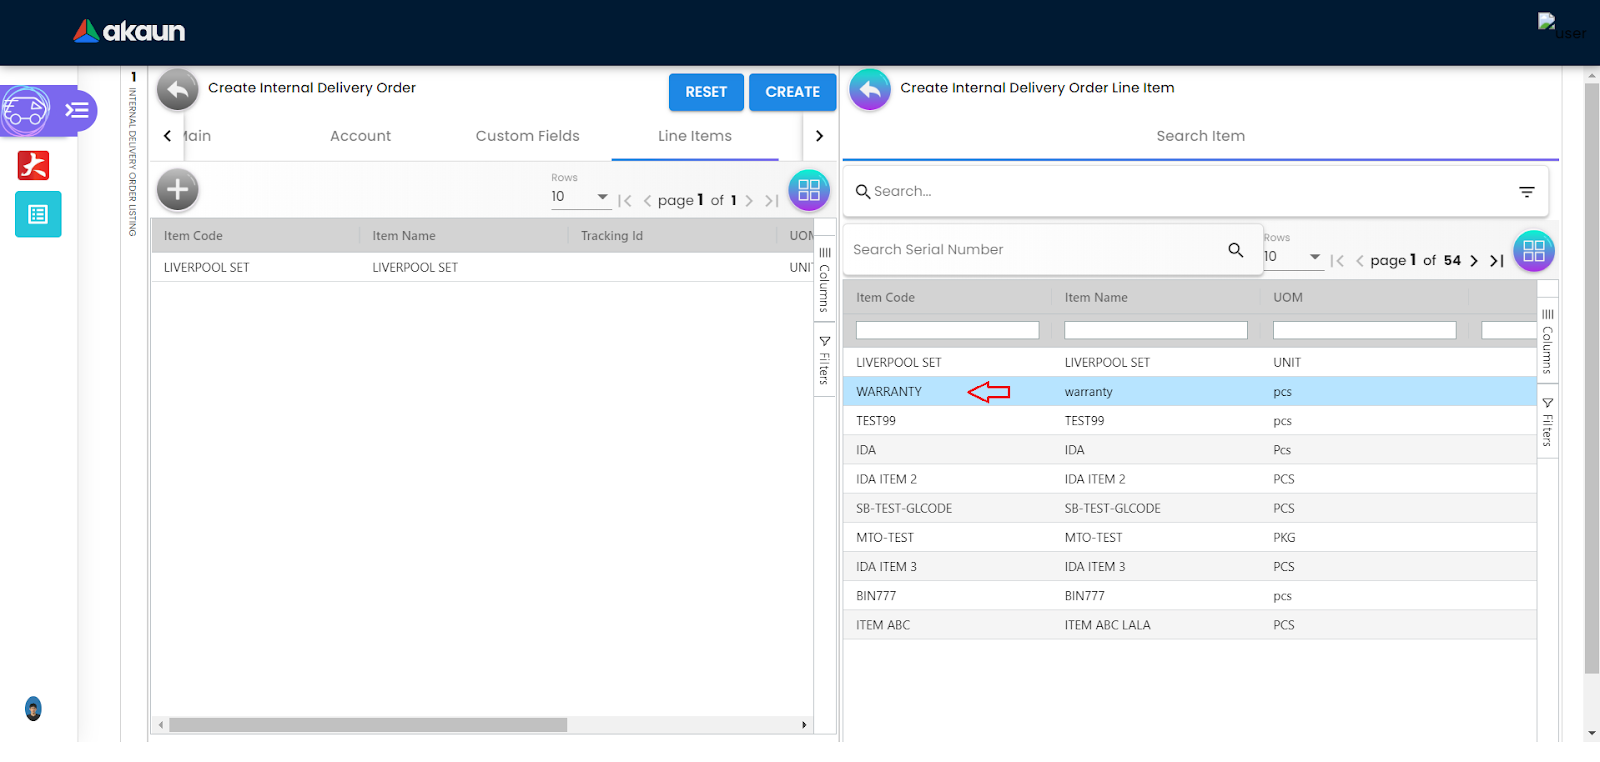 akaun
user
1 INTERNAL DELIVERY ORDER LISTING
Create Internal Delivery Order
RESET
CREATE
Main
Account
Custom Fields
Line Items
Rows
10
page 1 of 1
Item Code
Item Name
Tracking Id
UOM
LIVERPOOL SET
LIVERPOOL SET
UNIT
Columns
Filters
Create Internal Delivery Order Line Item
Search Item
Search...
Search Serial Number
Rows
10
page 1 of 54
Item Code
Item Name
UOM
LIVERPOOL SET
LIVERPOOL SET
UNIT
WARRANTY
warranty
pcs
TEST99
TEST99
pcs
IDA
IDA
Pcs
IDA ITEM 2
IDA ITEM 2
PCS
SB-TEST-GLCODE
SB-TEST-GLCODE
PCS
MTO-TEST
MTO-TEST
PKG
IDA ITEM 3
IDA ITEM 3
PCS
BIN777
BIN777
pcs
ITEM ABC
ITEM ABC LALA
PCS
Columns
Filters